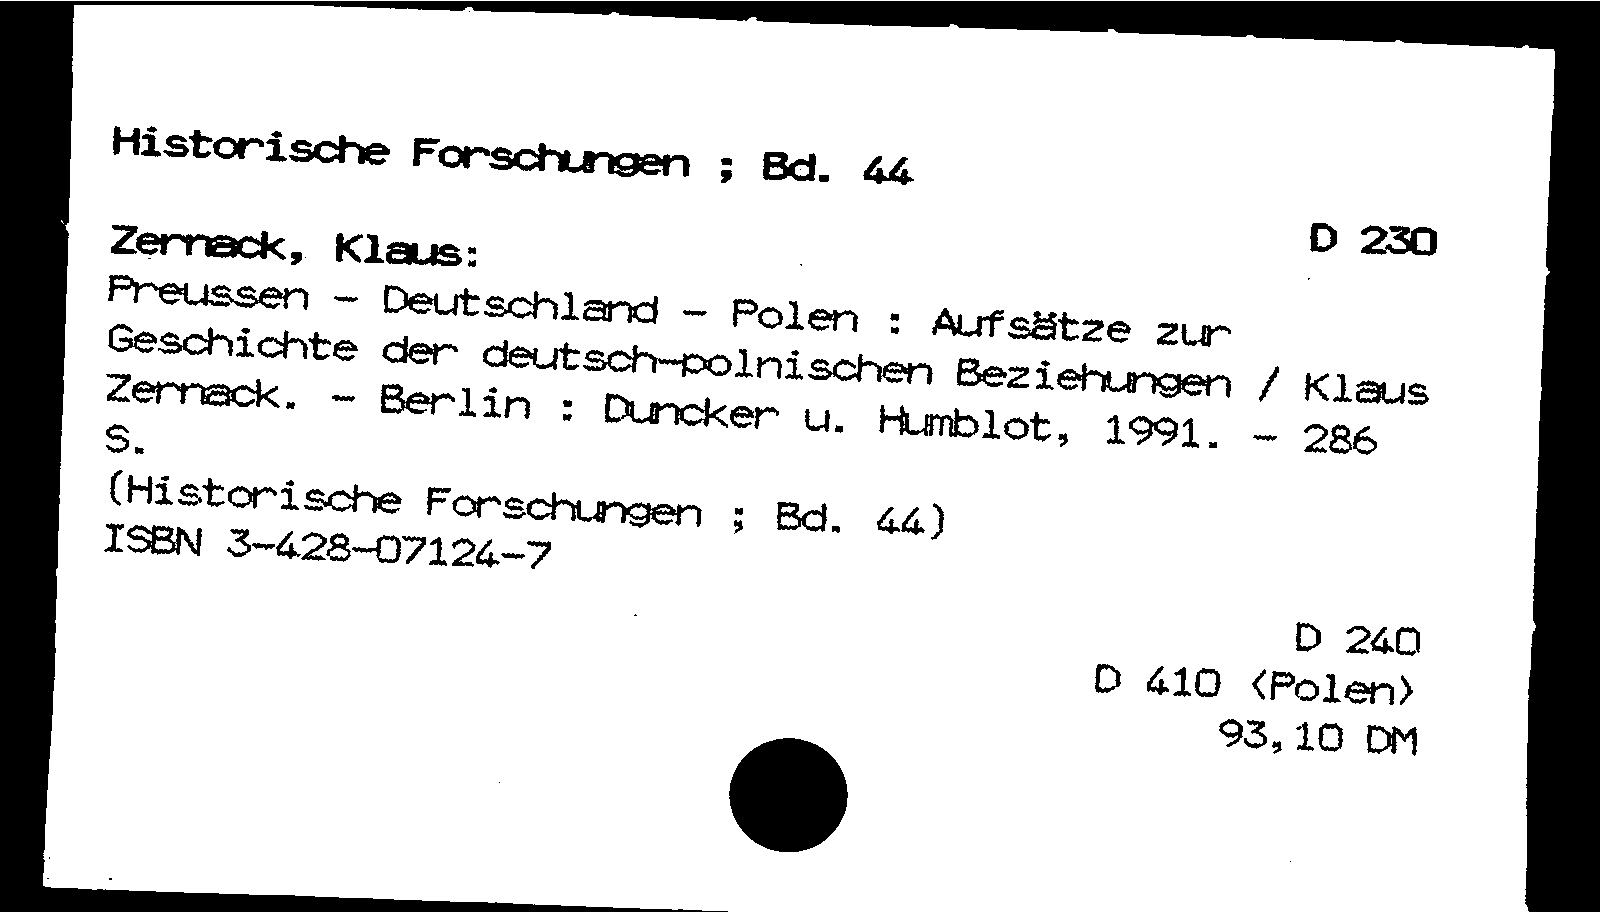 Historische Forschungen ; Bd. 44
D 230
Zernack, Klaus:
Preussen - Deutschland - Polen : Aufsätze zur
Geschichte der deutsch-polnischen Beziehungen / Klaus
Zernack. - Berlin : Duncker u. Humblot, 1991. - 286
S.
(Historische Forschungen ; Bd. 44)
ISBN 3-428-07124-7
D 240
D 410 <Polen>
93,10 DM